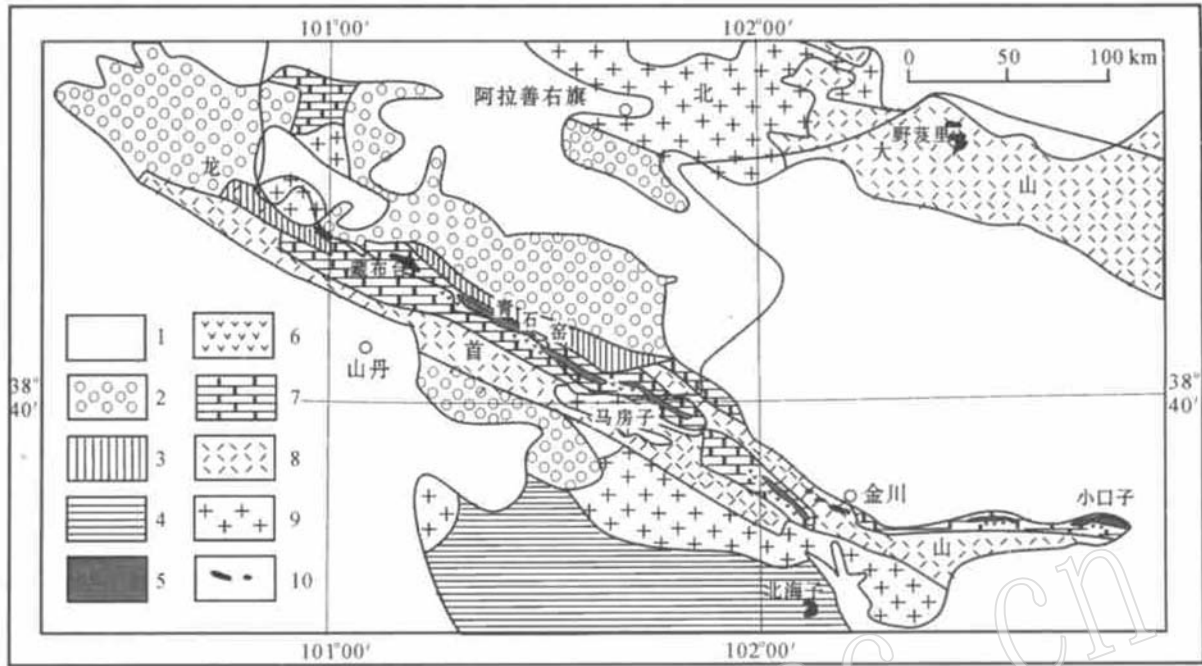 101°00′
102°00′
0 50 100 km
阿拉善右旗
北
大
野芨里
山
龙
藏布台
青
石
窑
首
山丹
38°
40′
38°
40′
马房子
金川
小口子
山
北海子
1
2
3
4
5
6
7
8
9
10
101°00′
102°00′
cn